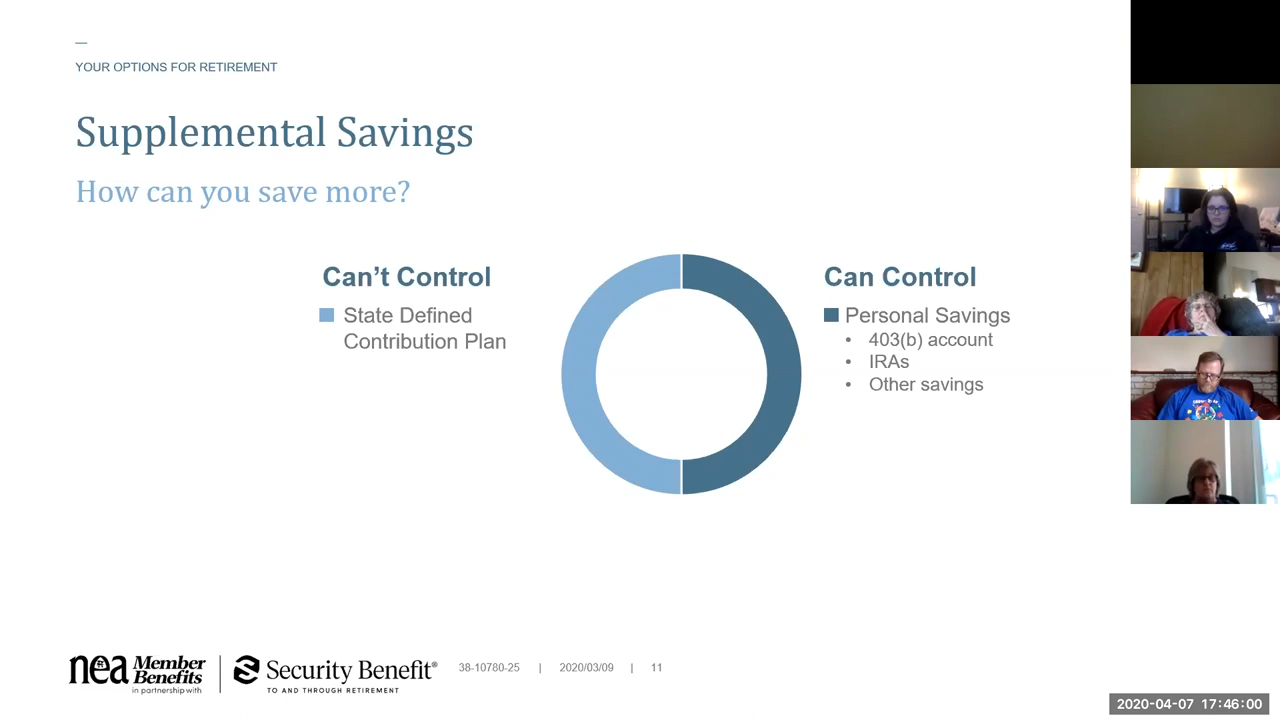 YOUR OPTIONS FOR RETIREMENT
Supplemental Savings
How can you save more?
Can’t Control
State Defined
Contribution Plan
Can Control
Personal Savings
• 403(b) account
• IRAs
• Other savings
nea Member
Benefits
in partnership with
Security Benefit®
TO AND THROUGH RETIREMENT
38-10780-25 | 2020/03/09 | 11
2020-04-07 17:46:00